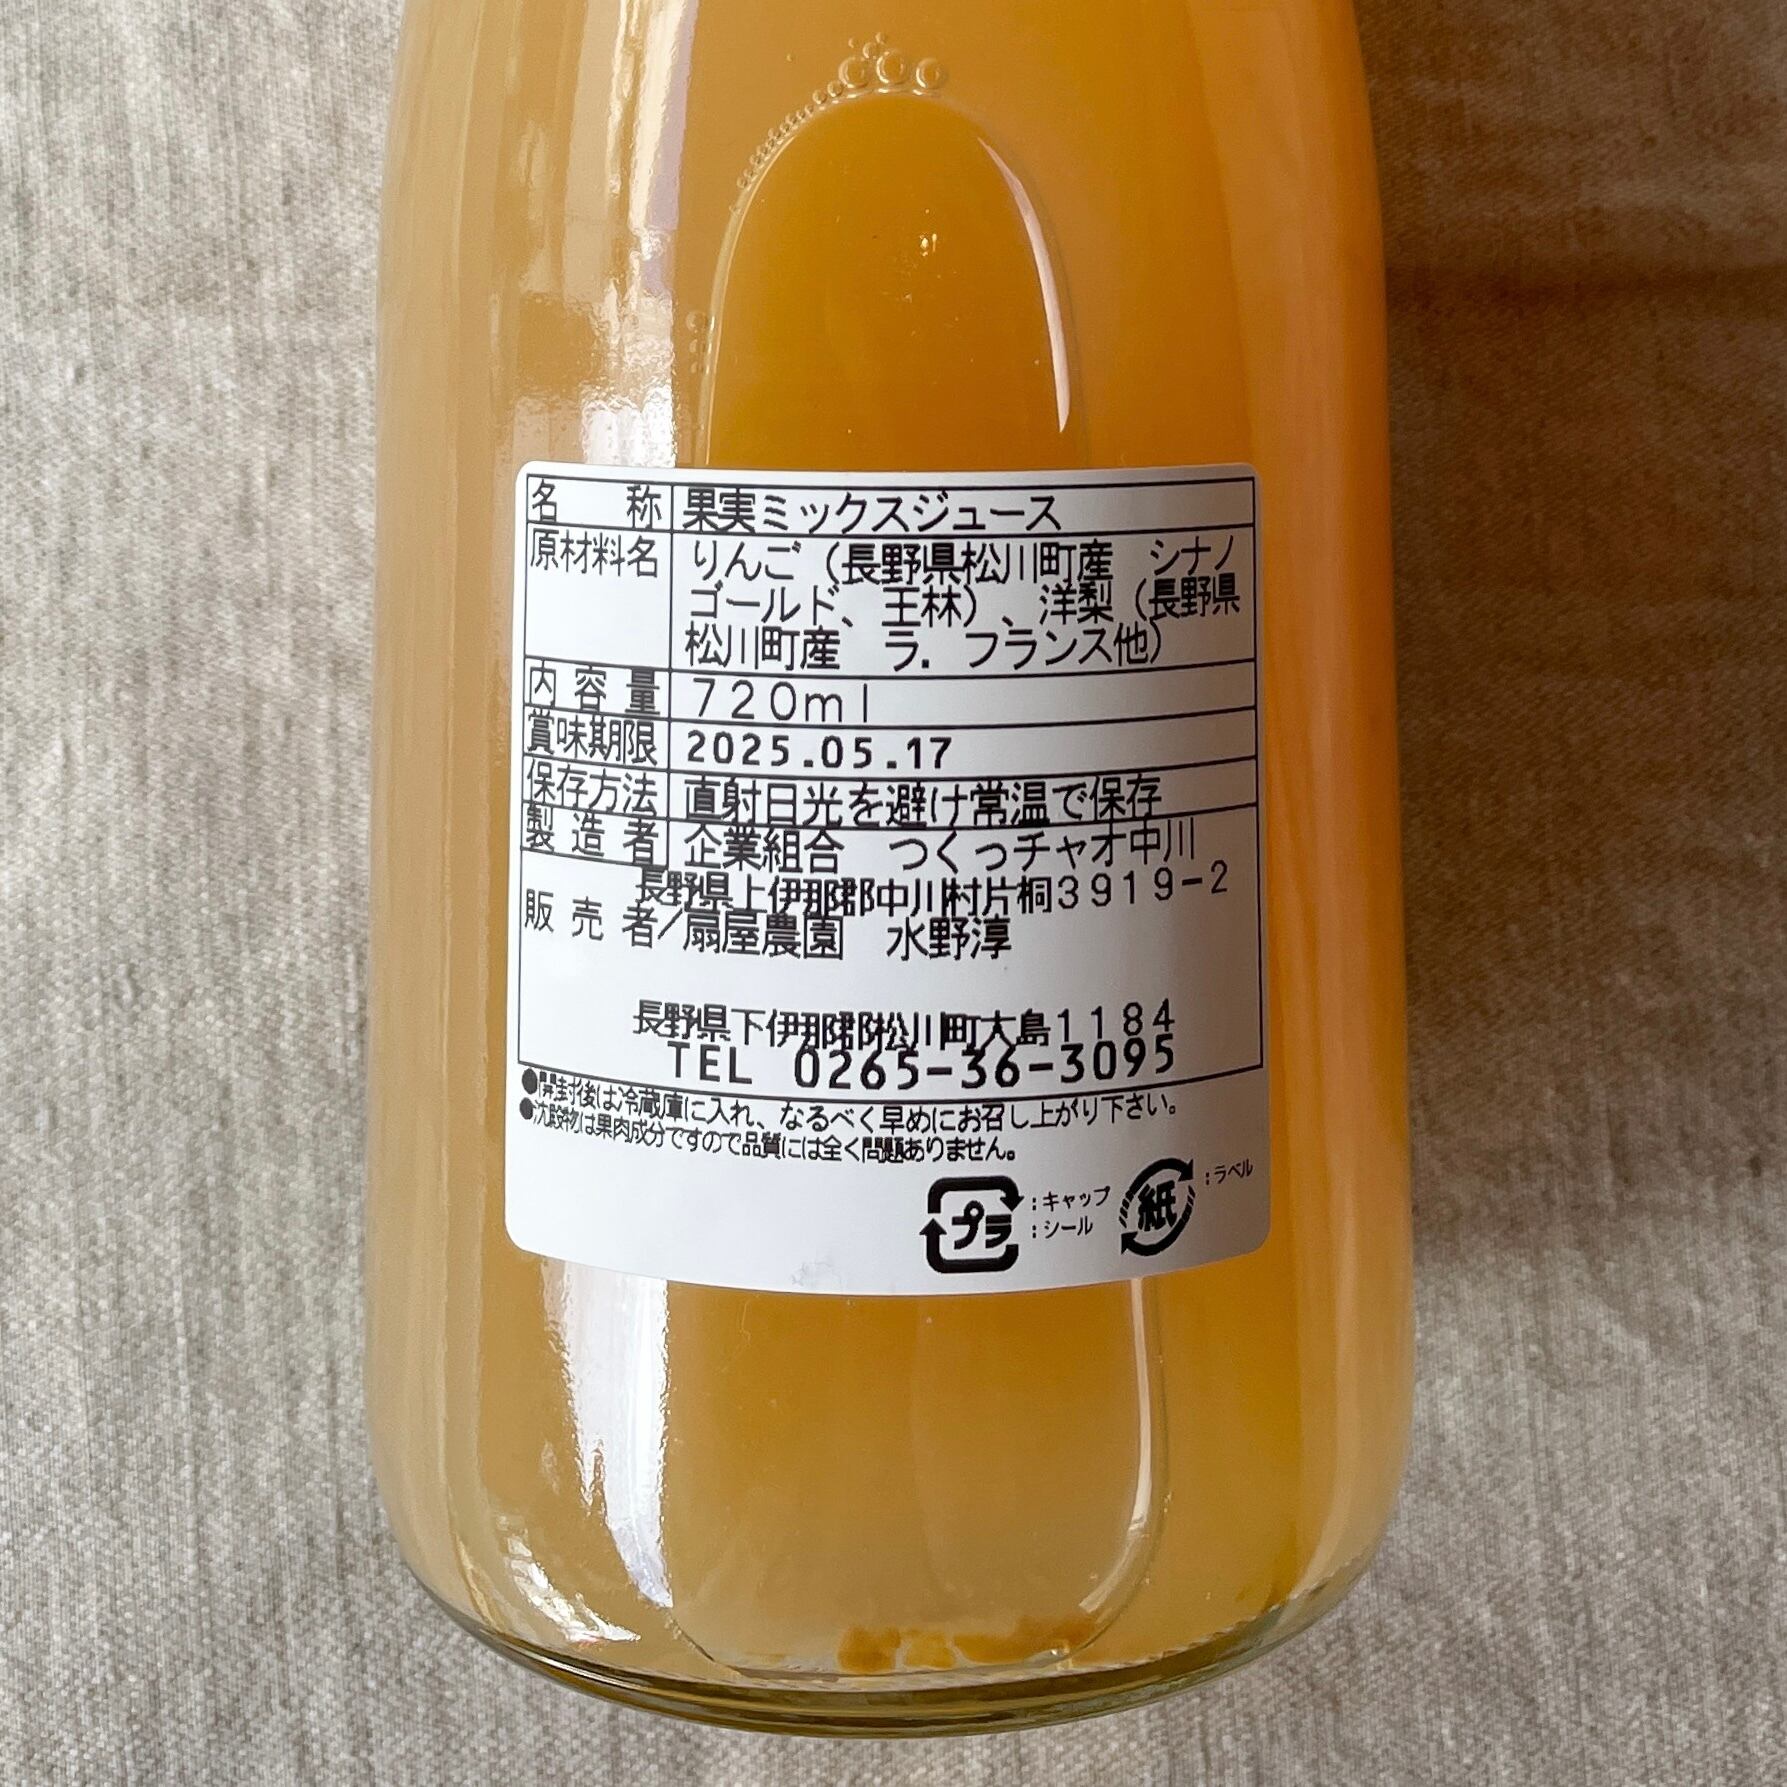 名称 果実ミックスジュース
原材料名 りんご（長野県松川町産 シナノ
ゴールド、王林）、洋梨（長野県
松川町産 ラ．フランス他）
内容量 720ml
賞味期限 2025.05.17
保存方法 直射日光を避け常温で保存
製造者 企業組合 つくっチャオ中川
長野県上伊那郡中川村片桐3919-2
販売者／扇屋農園 水野淳
長野県下伊那郡松川町大島1184
TEL 0265-36-3095
●開封後は冷蔵庫に入れ、なるべく早めにお召し上がり下さい。
●沈殿物は果肉成分ですので品質には全く問題ありません。
プラ :キャップ
:シール
紙 :ラベル